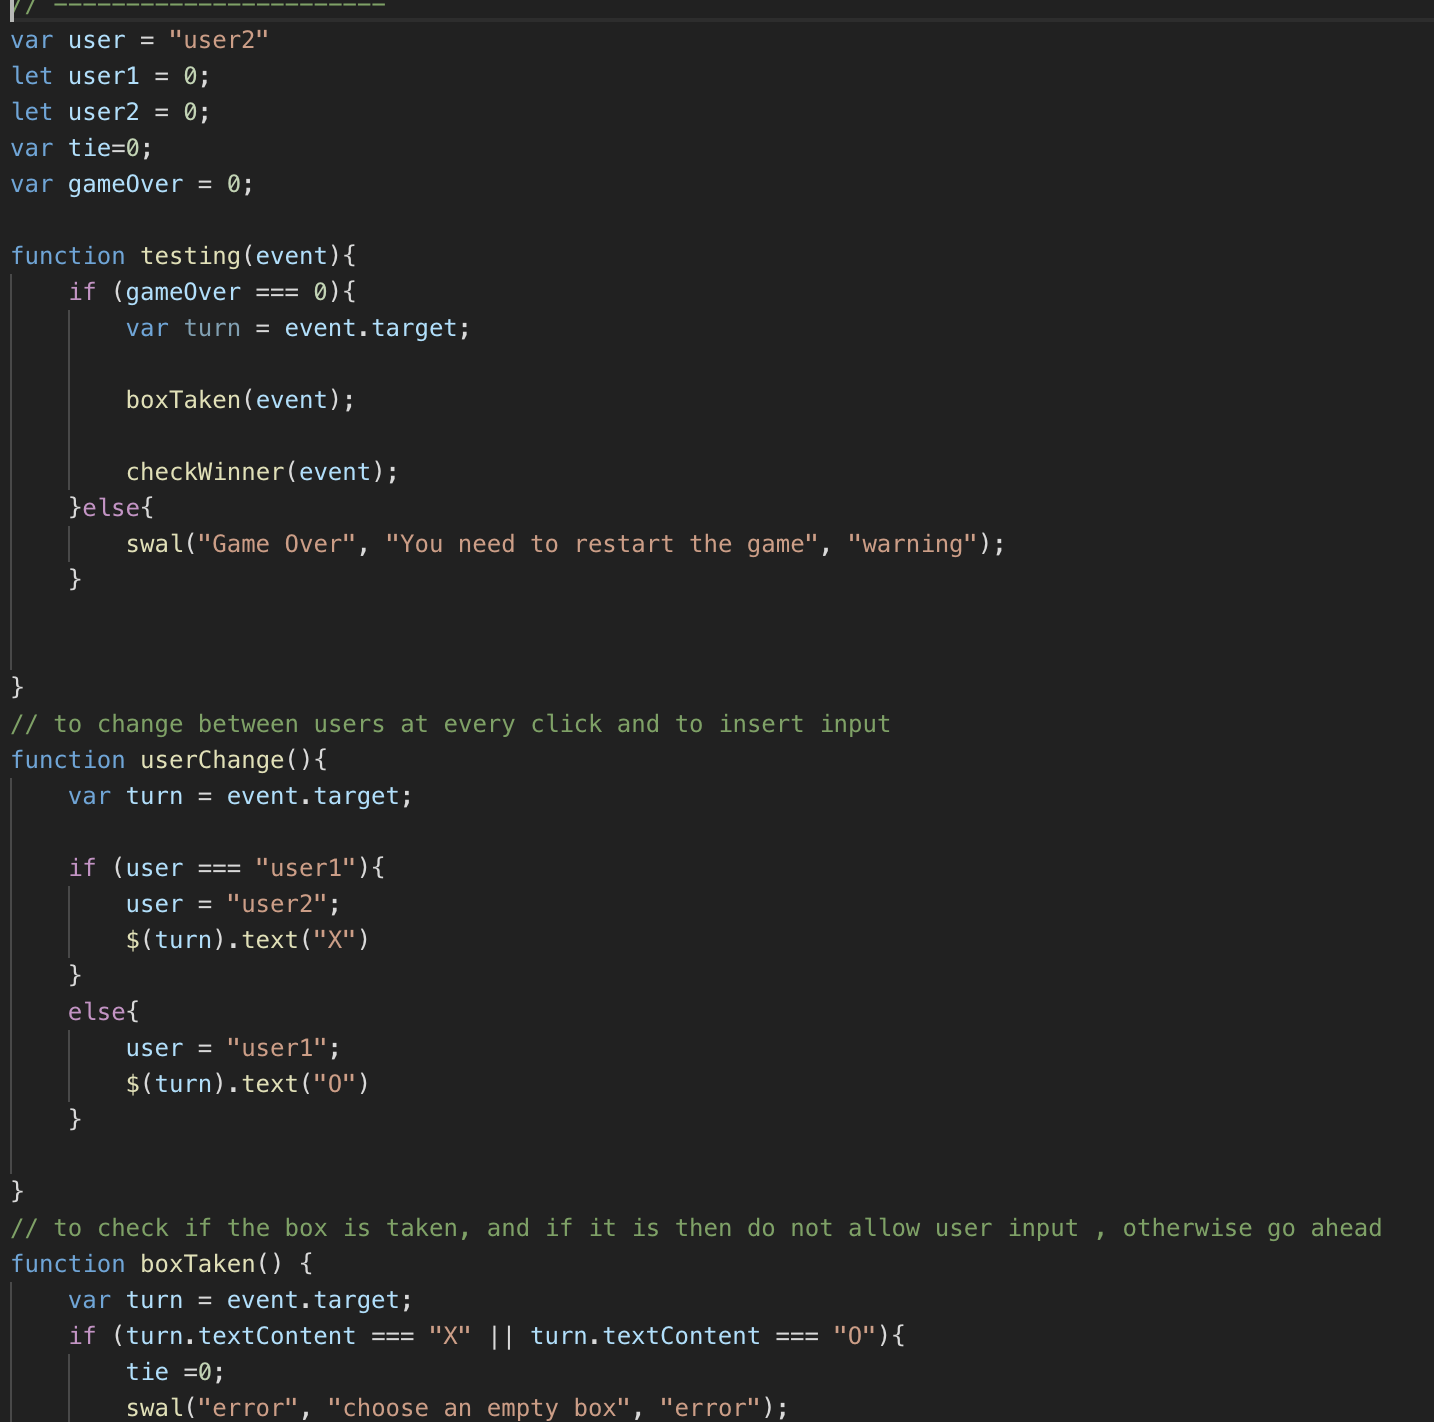 // -----------------------
var user = "user2"
let user1 = 0;
let user2 = 0;
var tie=0;
var gameOver = 0;
function testing(event){
if (gameOver === 0){
var turn = event.target;
boxTaken(event);
checkWinner(event);
}else{
swal("Game Over", "You need to restart the game", "warning");
}
}
// to change between users at every click and to insert input
function userChange(){
var turn = event.target;
if (user === "user1"){
user = "user2";
$(turn).text("X")
}
else{
user = "user1";
$(turn).text("O")
}
}
// to check if the box is taken, and if it is then do not allow user input , otherwise go ahead
function boxTaken() {
var turn = event.target;
if (turn.textContent === "X" || turn.textContent === "O"){
tie =0;
swal("error", "choose an empty box", "error");